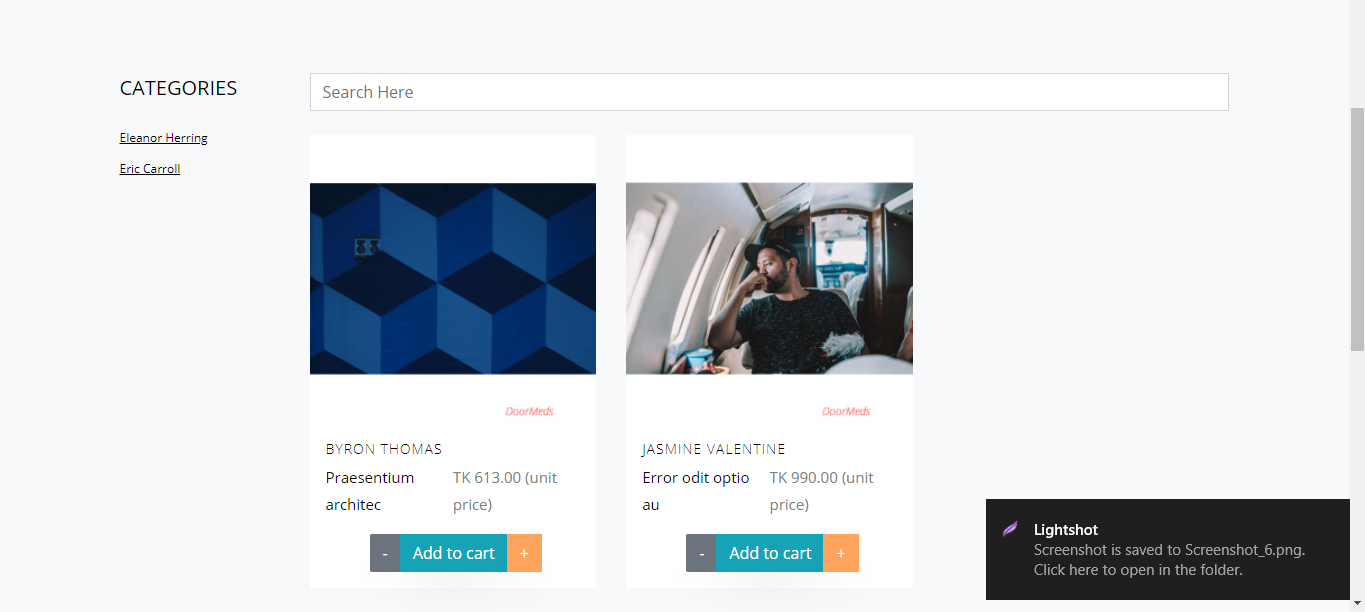 CATEGORIES
Search Here
Eleanor Herring
Eric Carroll
DoorMeds
BYRON THOMAS
Praesentium
architec
TK 613.00 (unit
price)
- Add to cart +
DoorMeds
JASMINE VALENTINE
Error odit optio
au
TK 990.00 (unit
price)
- Add to cart +
Lightshot
Screenshot is saved to Screenshot_6.png.
Click here to open in the folder.